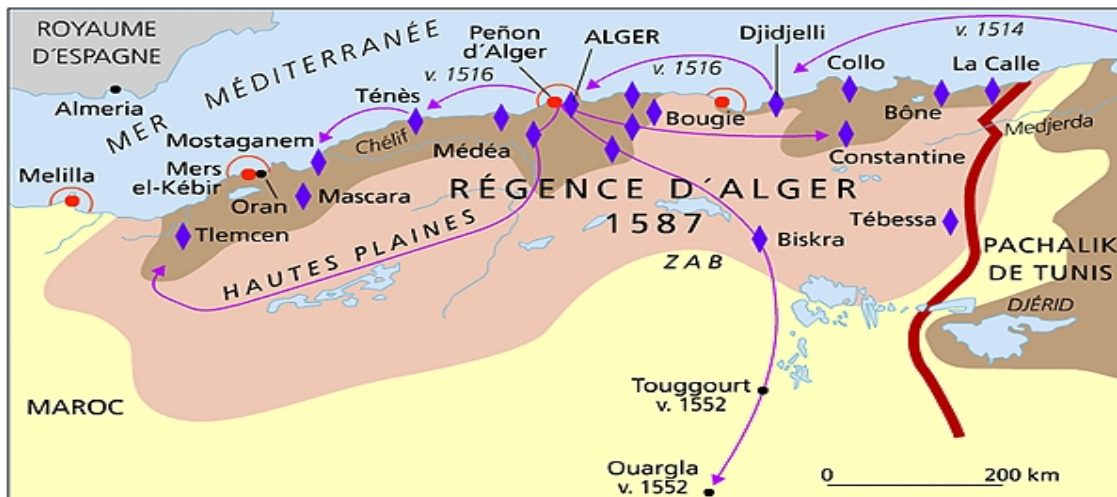 ROYAUME
D'ESPAGNE
Almeria
MER MÉDITERRANÉE
v. 1516
Peñon
d'Alger
ALGER
v. 1516
Djidjelli
v. 1514
Collo
La Calle
Ténès
Mostaganem
Chélif
Bougie
Bône
Medjerda
Melilla
Mers
el-Kébir
Oran
Médéa
Constantine
Mascara
RÉGENCE D'ALGER
1587
Tébessa
Tlemcen
HAUTES PLAINES
Biskra
ZAB
PACHALIK
DE TUNIS
DJÉRID
MAROC
Touggourt
v. 1552
Ouargla
v. 1552
0 200 km